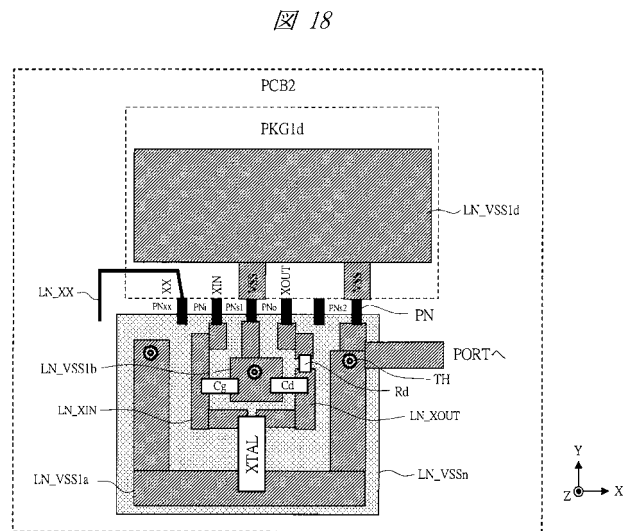 図 18
PCB2
PKG1d
LN_VSS1d
LN_XX
XX
XIN
VSS
XOUT
VSS
PNxx
PNi
PNs1
PNo
PNs2
PN
PORTへ
LN_VSS1b
TH
Cg
Cd
Rd
LN_XIN
LN_XOUT
XTAL
LN_VSS1a
LN_VSSn
Y
Z
X